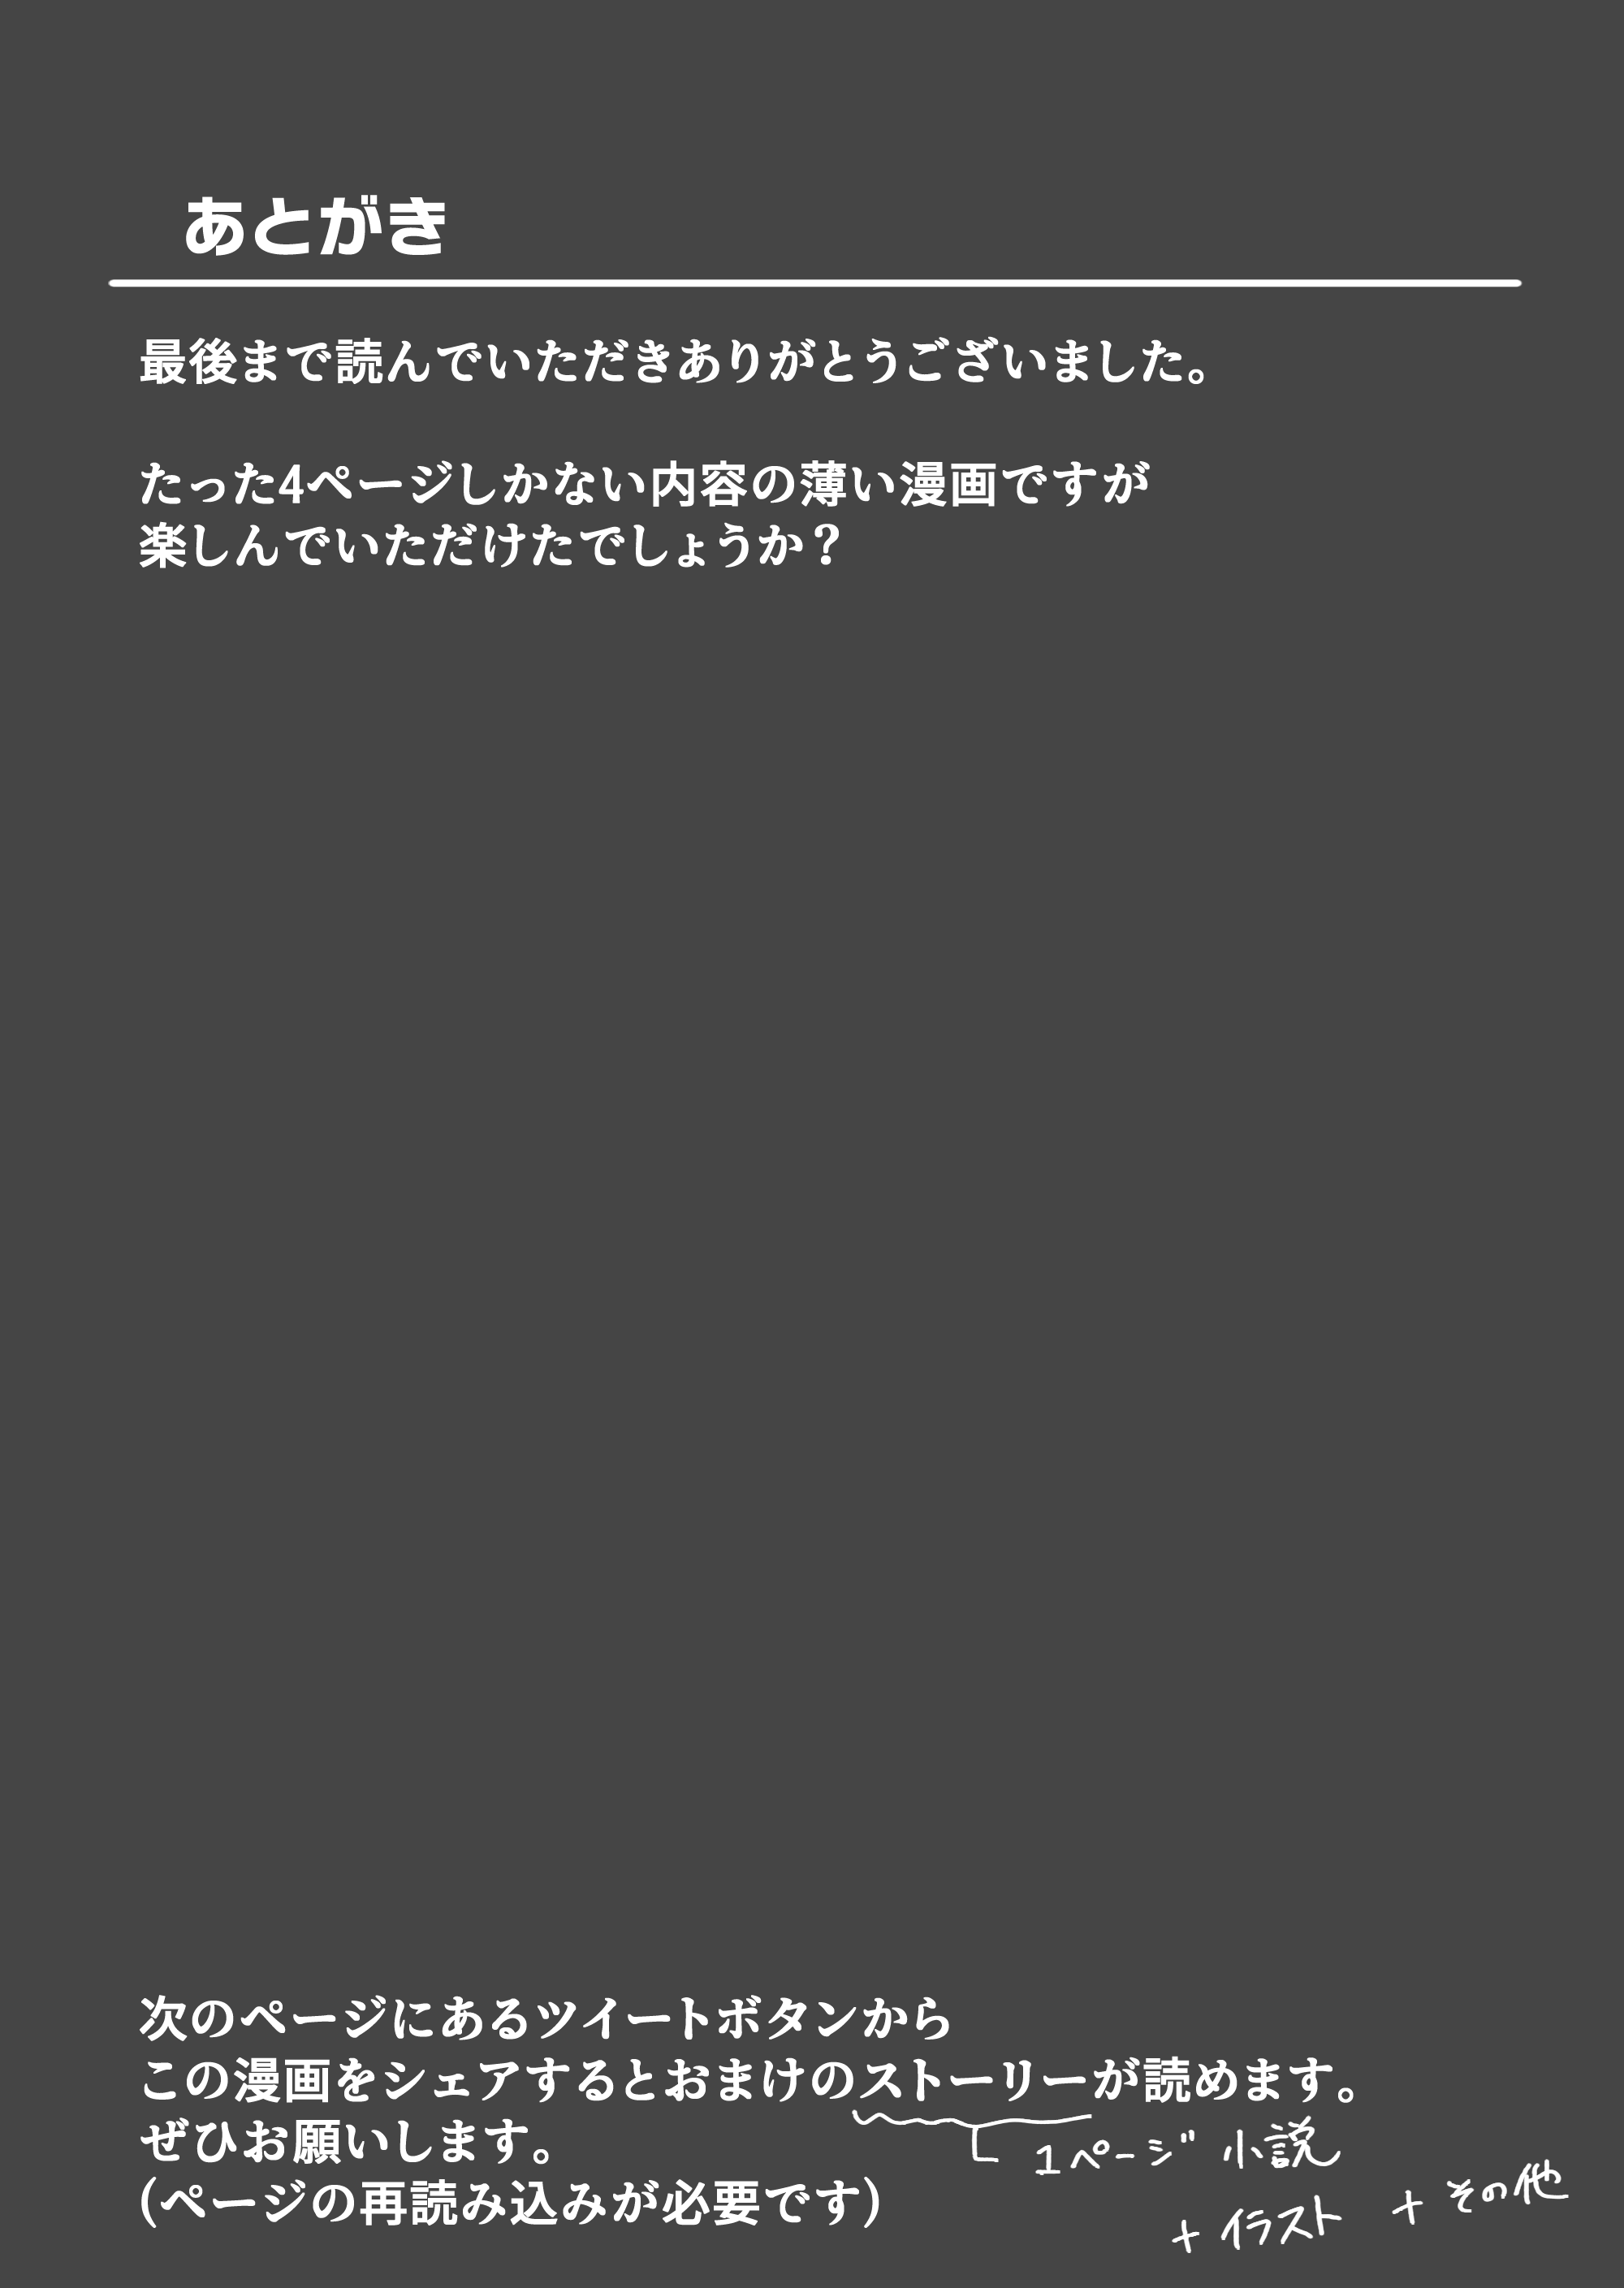 あとがき
最後まで読んでいただきありがとうございました。
たった4ページしかない内容の薄い漫画ですが
楽しんでいただけたでしょうか？
次のページにあるツイートボタンから
この漫画をシェアするとおまけのストーリーが読めます。
ぜひお願いします。
1ページ
（ページの再読み込みが必要です）
+ イラスト + その他